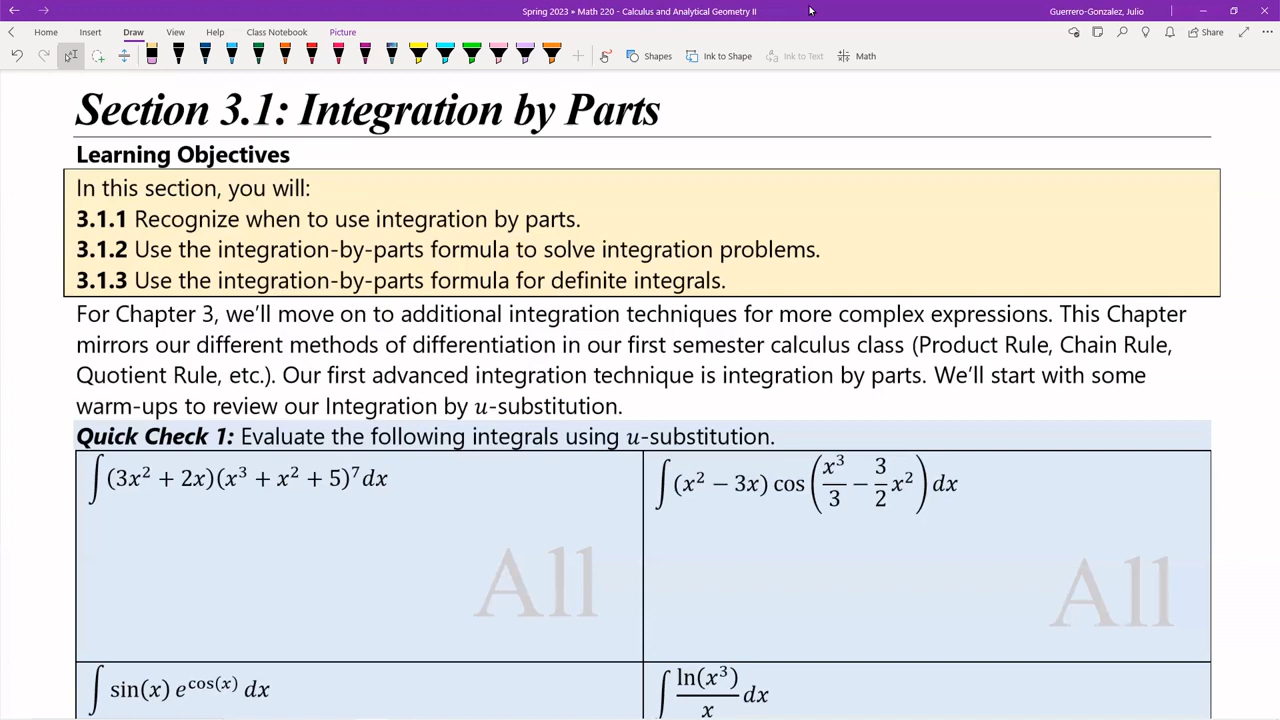 Spring 2023 » Math 220 - Calculus and Analytical Geometry II
Guerrero-Gonzalez, Julio
Home Insert Draw View Help Class Notebook Picture
Share
Shapes Ink to Shape Ink to Text Math
Section 3.1: Integration by Parts
Learning Objectives
In this section, you will:
3.1.1 Recognize when to use integration by parts.
3.1.2 Use the integration-by-parts formula to solve integration problems.
3.1.3 Use the integration-by-parts formula for definite integrals.
For Chapter 3, we’ll move on to additional integration techniques for more complex expressions. This Chapter
mirrors our different methods of differentiation in our first semester calculus class (Product Rule, Chain Rule,
Quotient Rule, etc.). Our first advanced integration technique is integration by parts. We’ll start with some
warm-ups to review our Integration by u-substitution.
Quick Check 1: Evaluate the following integrals using u-substitution.
∫(3x² + 2x)(x³ + x² + 5)⁷dx
∫(x² − 3x) cos(x³/3 − 3/2 x²) dx
All
All
∫ sin(x) e^cos(x) dx
∫ ln(x³)/x dx